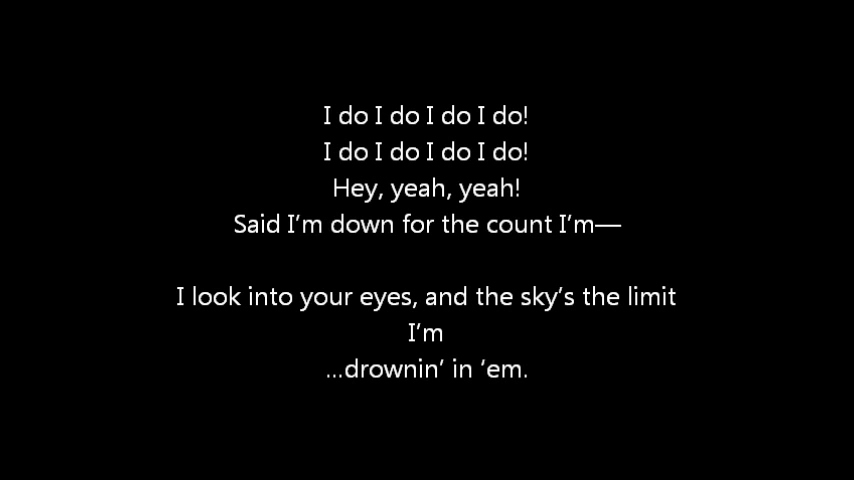 I do I do I do I do!
I do I do I do I do!
Hey, yeah, yeah!
Said I’m down for the count I’m—
I look into your eyes, and the sky’s the limit
I’m
…drownin’ in ‘em.